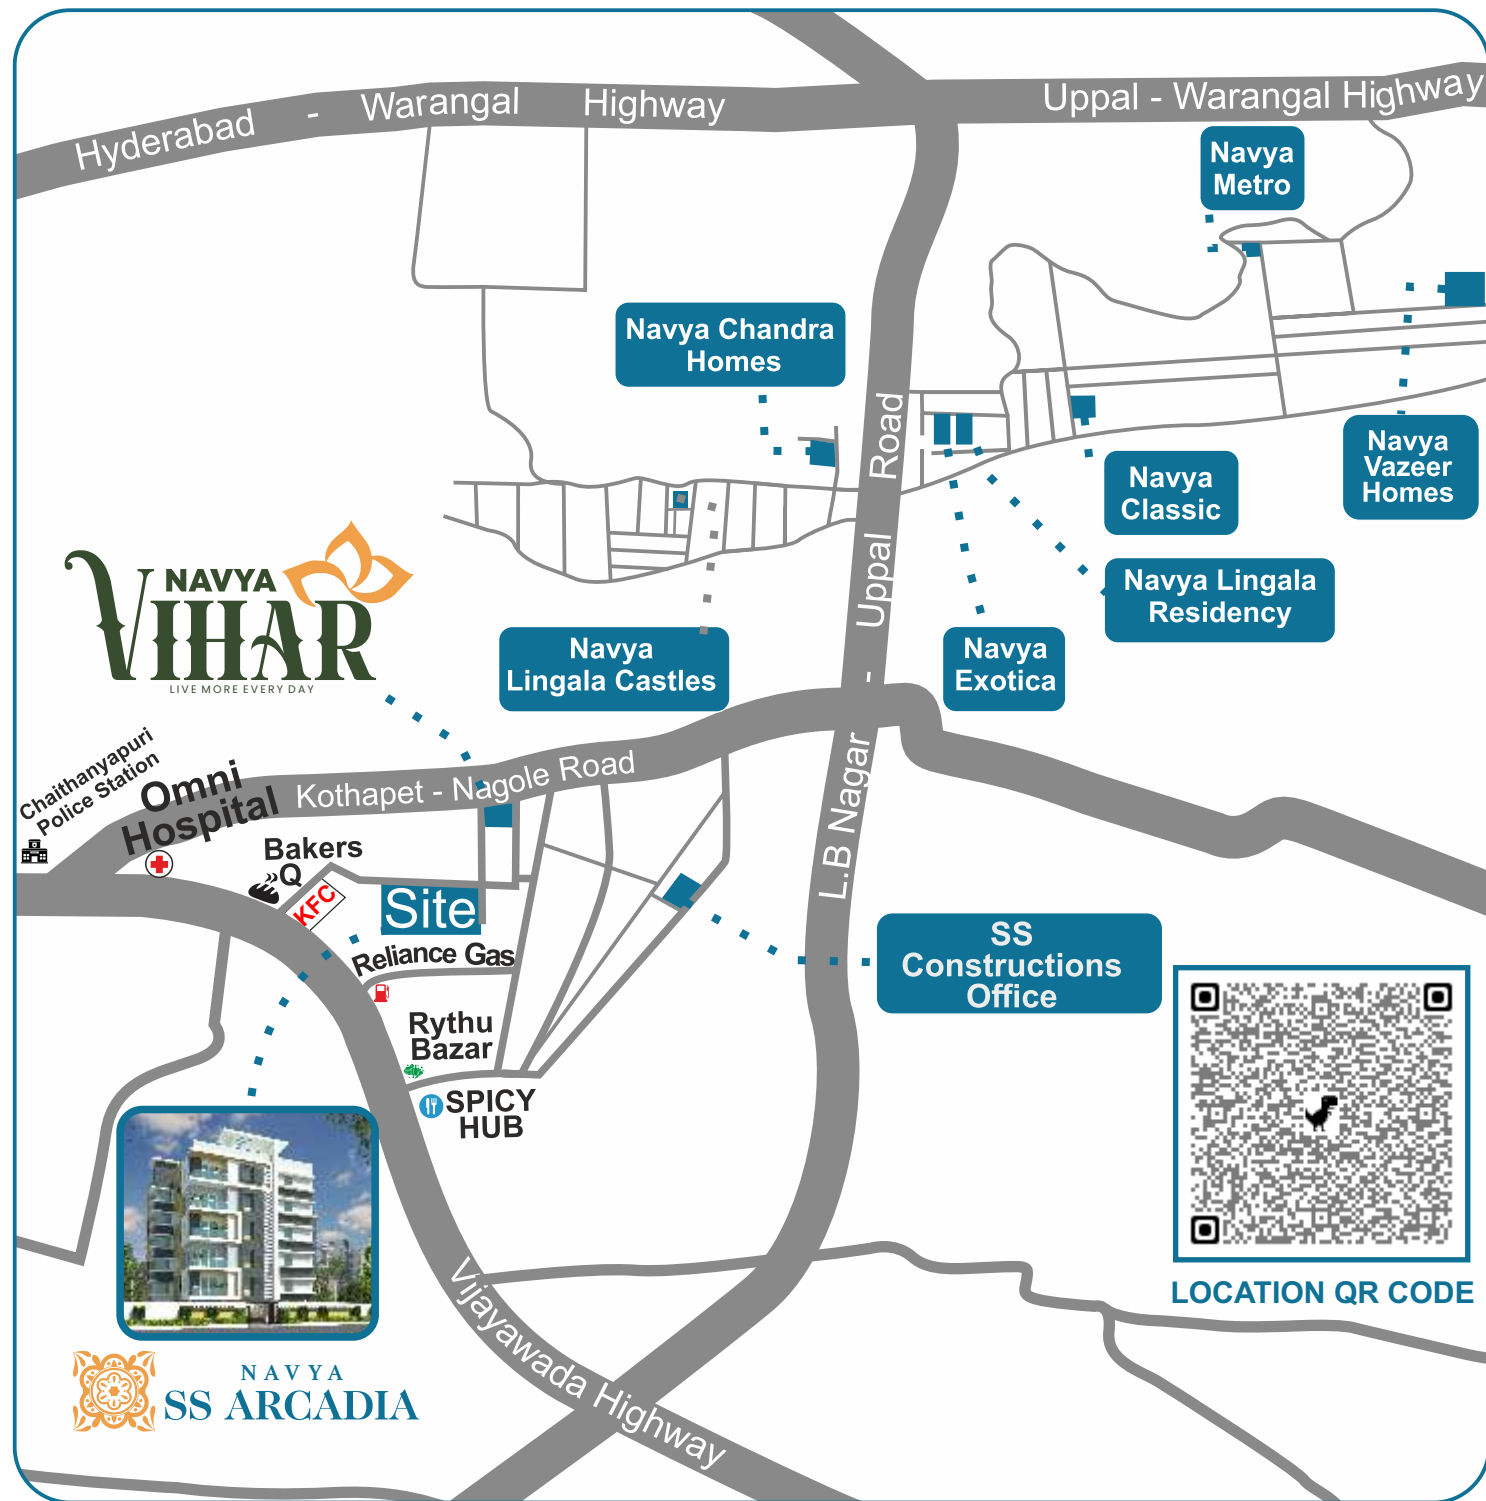 Hyderabad - Warangal Highway
Uppal - Warangal Highway
Navya
Metro
Navya Chandra
Homes
Navya
Vazeer
Homes
Navya
Classic
Navya Lingala
Residency
Navya
Exotica
Navya
Lingala Castles
L.B Nagar - Uppal Road
NAVYA
VIHAR
LIVE MORE EVERY DAY
Chaithanyapuri
Police Station
Omni
Hospital
Kothapet - Nagole Road
Bakers
Q
KFC
Site
Reliance Gas
Rythu
Bazar
SPICY
HUB
SS
Constructions
Office
Vijayawada Highway
LOCATION QR CODE
NAVYA
SS ARCADIA